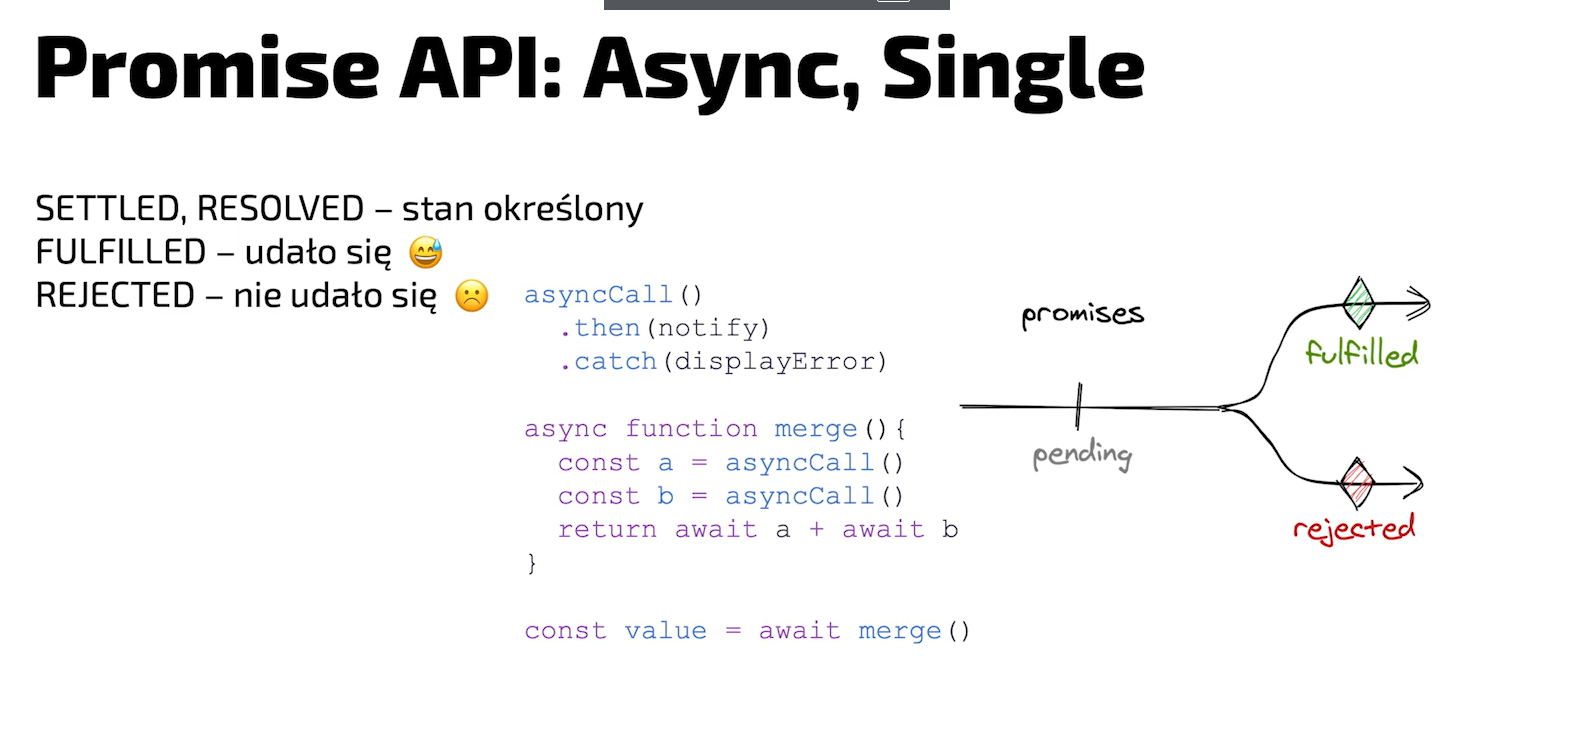 Promise API: Async, Single
SETTLED, RESOLVED – stan określony
FULFILLED – udało się 😅
REJECTED – nie udało się ☹️
asyncCall()
  .then(notify)
  .catch(displayError)
async function merge(){
  const a = asyncCall()
  const b = asyncCall()
  return await a + await b
}
const value = await merge()
promises
pending
fulfilled
rejected